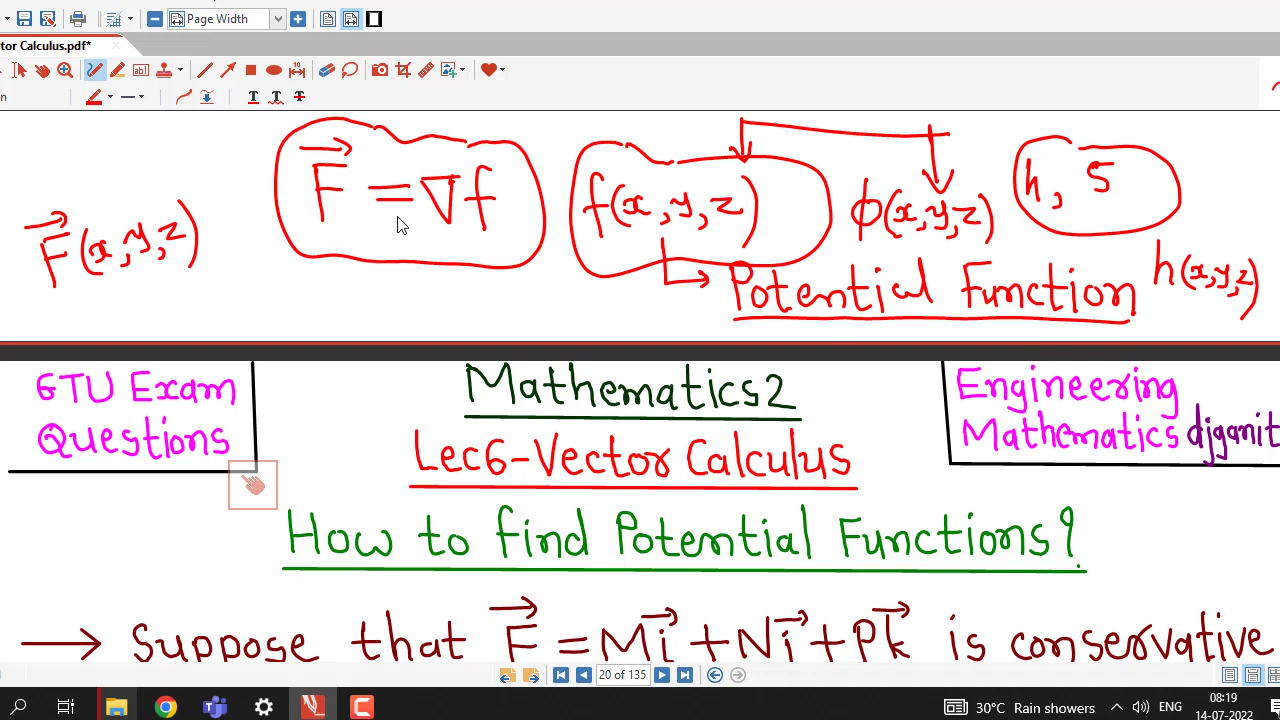 Page Width
tor Calculus.pdf*
F⃗ = ∇f
f(x,y,z)
ϕ(x,y,z)
h, S
F⃗(x,y,z)
Potential Function
h(x,y,z)
GTU Exam
Questions
Mathematics2
Engineering
Mathematics djganit
Lec6-Vector Calculus
How to find Potential Functions?
→ Suppose that F⃗ = Mi⃗ + Ni⃗ + Pk⃗ is conservative
20 of 135
30°C Rain showers
08:19
14-07-2022